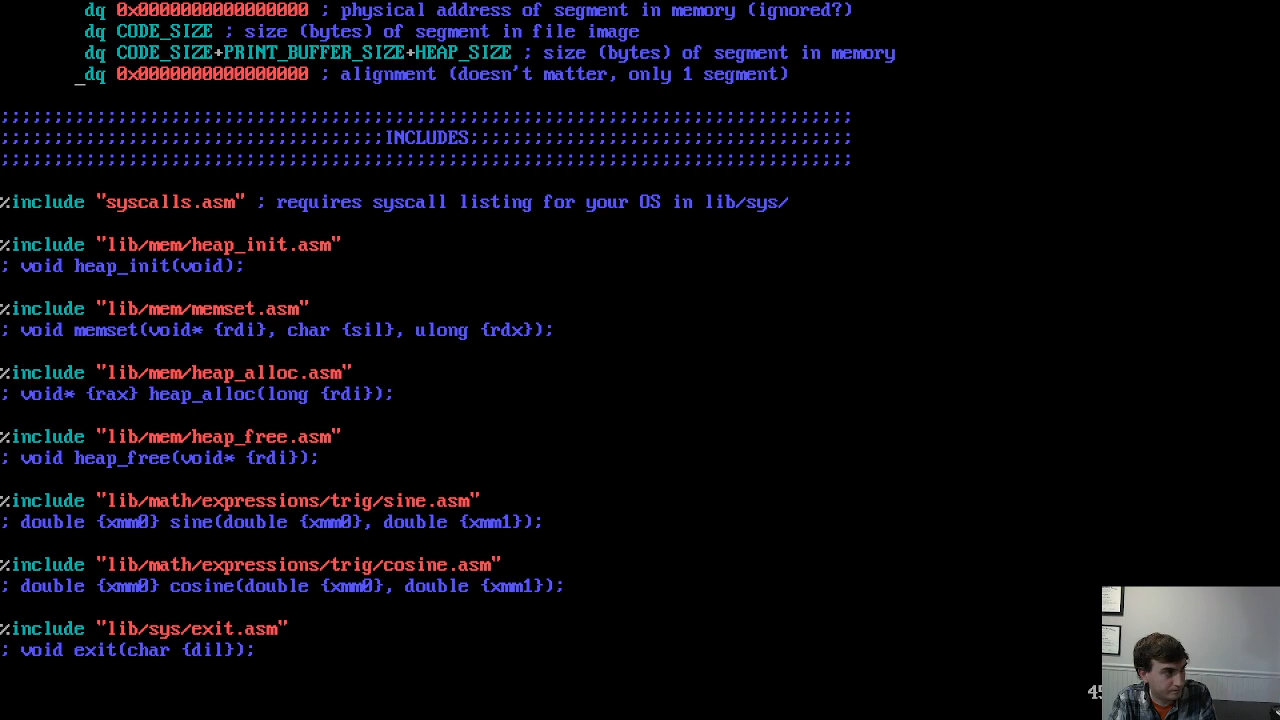 dq 0x0000000000000000 ; physical address of segment in memory (ignored?)
dq CODE_SIZE ; size (bytes) of segment in file image
dq CODE_SIZE+PRINT_BUFFER_SIZE+HEAP_SIZE ; size (bytes) of segment in memory
_dq 0x0000000000000000 ; alignment (doesn't matter, only 1 segment)
;;;;;;;;;;;;;;;;;;;;;;;;;;;;;;;;;;;;;;;;;;;;;;;;;;;;;;;;;;;;;;;;;;;;;;;;;;;;;;;;
;;;;;;;;;;;;;;;;;;;;;;;;;;;;;;;;;;;;INCLUDES;;;;;;;;;;;;;;;;;;;;;;;;;;;;;;;;;;;;
;;;;;;;;;;;;;;;;;;;;;;;;;;;;;;;;;;;;;;;;;;;;;;;;;;;;;;;;;;;;;;;;;;;;;;;;;;;;;;;;
%include "syscalls.asm" ; requires syscall listing for your OS in lib/sys/
%include "lib/mem/heap_init.asm"
; void heap_init(void);
%include "lib/mem/memset.asm"
; void memset(void* {rdi}, char {sil}, ulong {rdx});
%include "lib/mem/heap_alloc.asm"
; void* {rax} heap_alloc(long {rdi});
%include "lib/mem/heap_free.asm"
; void heap_free(void* {rdi});
%include "lib/math/expressions/trig/sine.asm"
; double {xmm0} sine(double {xmm0}, double {xmm1});
%include "lib/math/expressions/trig/cosine.asm"
; double {xmm0} cosine(double {xmm0}, double {xmm1});
%include "lib/sys/exit.asm"
; void exit(char {dil});